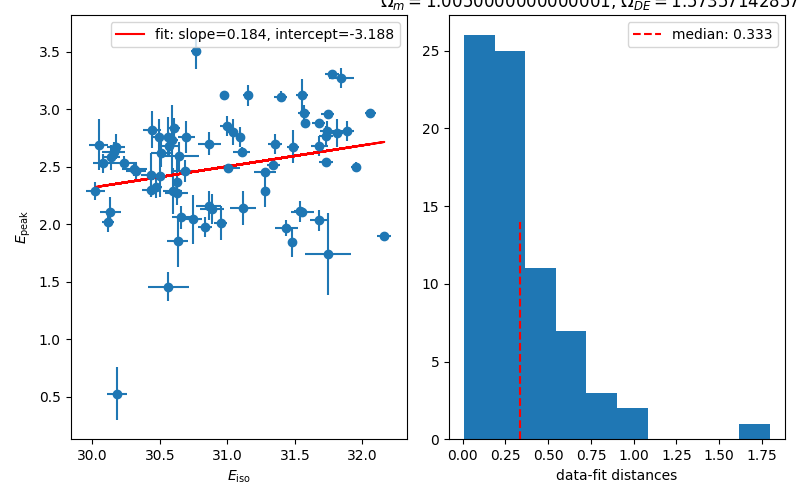 Ω_m = 1.0050000000000001, Ω_DE = 1.57357142857
fit: slope=0.184, intercept=-3.188
median: 0.333
3.5
3.0
2.5
2.0
1.5
1.0
0.5
E_peak
30.0 30.5 31.0 31.5 32.0
E_iso
25
20
15
10
5
0
0.00 0.25 0.50 0.75 1.00 1.25 1.50 1.75
data-fit distances